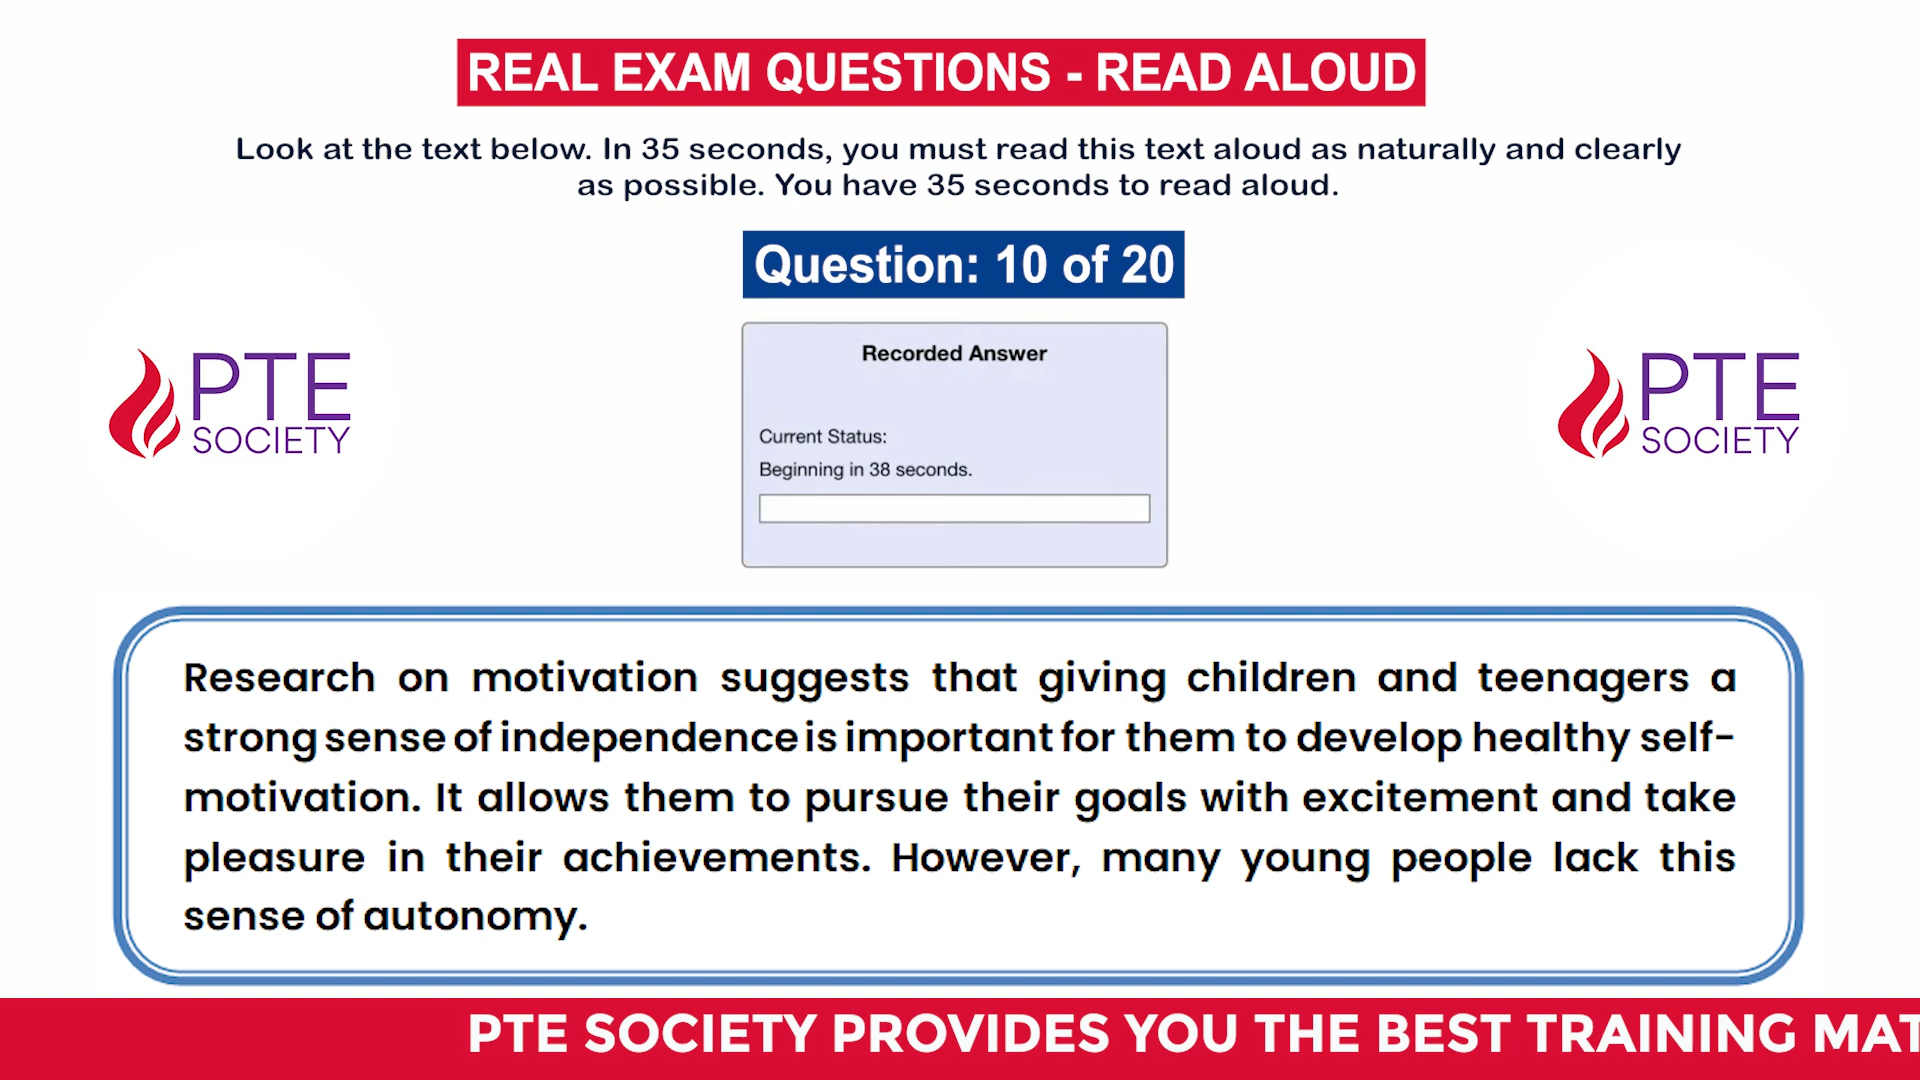 REAL EXAM QUESTIONS - READ ALOUD
Look at the text below. In 35 seconds, you must read this text aloud as naturally and clearly
as possible. You have 35 seconds to read aloud.
Question: 10 of 20
PTE
SOCIETY
Recorded Answer
Current Status:
Beginning in 38 seconds.
PTE
SOCIETY
Research on motivation suggests that giving children and teenagers a
strong sense of independence is important for them to develop healthy self-
motivation. It allows them to pursue their goals with excitement and take
pleasure in their achievements. However, many young people lack this
sense of autonomy.
PTE SOCIETY PROVIDES YOU THE BEST TRAINING MAT